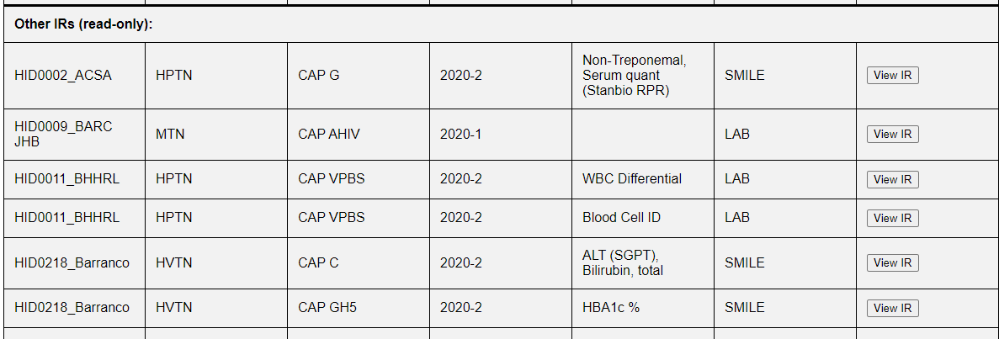 Other IRs (read-only):
HID0002_ACSA HPTN CAP G 2020-2 Non-Treponemal, Serum quant (Stanbio RPR) SMILE View IR
HID0009_BARC JHB MTN CAP AHIV 2020-1 LAB View IR
HID0011_BHHRL HPTN CAP VPBS 2020-2 WBC Differential LAB View IR
HID0011_BHHRL HPTN CAP VPBS 2020-2 Blood Cell ID LAB View IR
HID0218_Barranco HVTN CAP C 2020-2 ALT (SGPT), Bilirubin, total SMILE View IR
HID0218_Barranco HVTN CAP GH5 2020-2 HBA1c % SMILE View IR